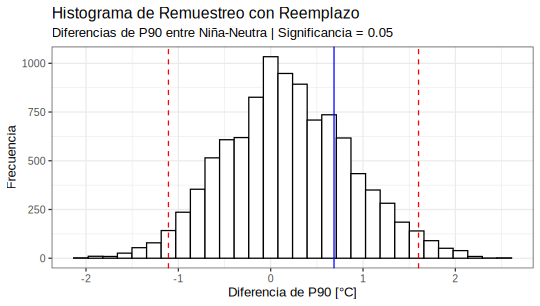 Histograma de Remuestreo con Reemplazo
Diferencias de P90 entre Niña-Neutra | Significancia = 0.05
Frecuencia
1000
750
500
250
0
-2
-1
0
1
2
Diferencia de P90 [°C]